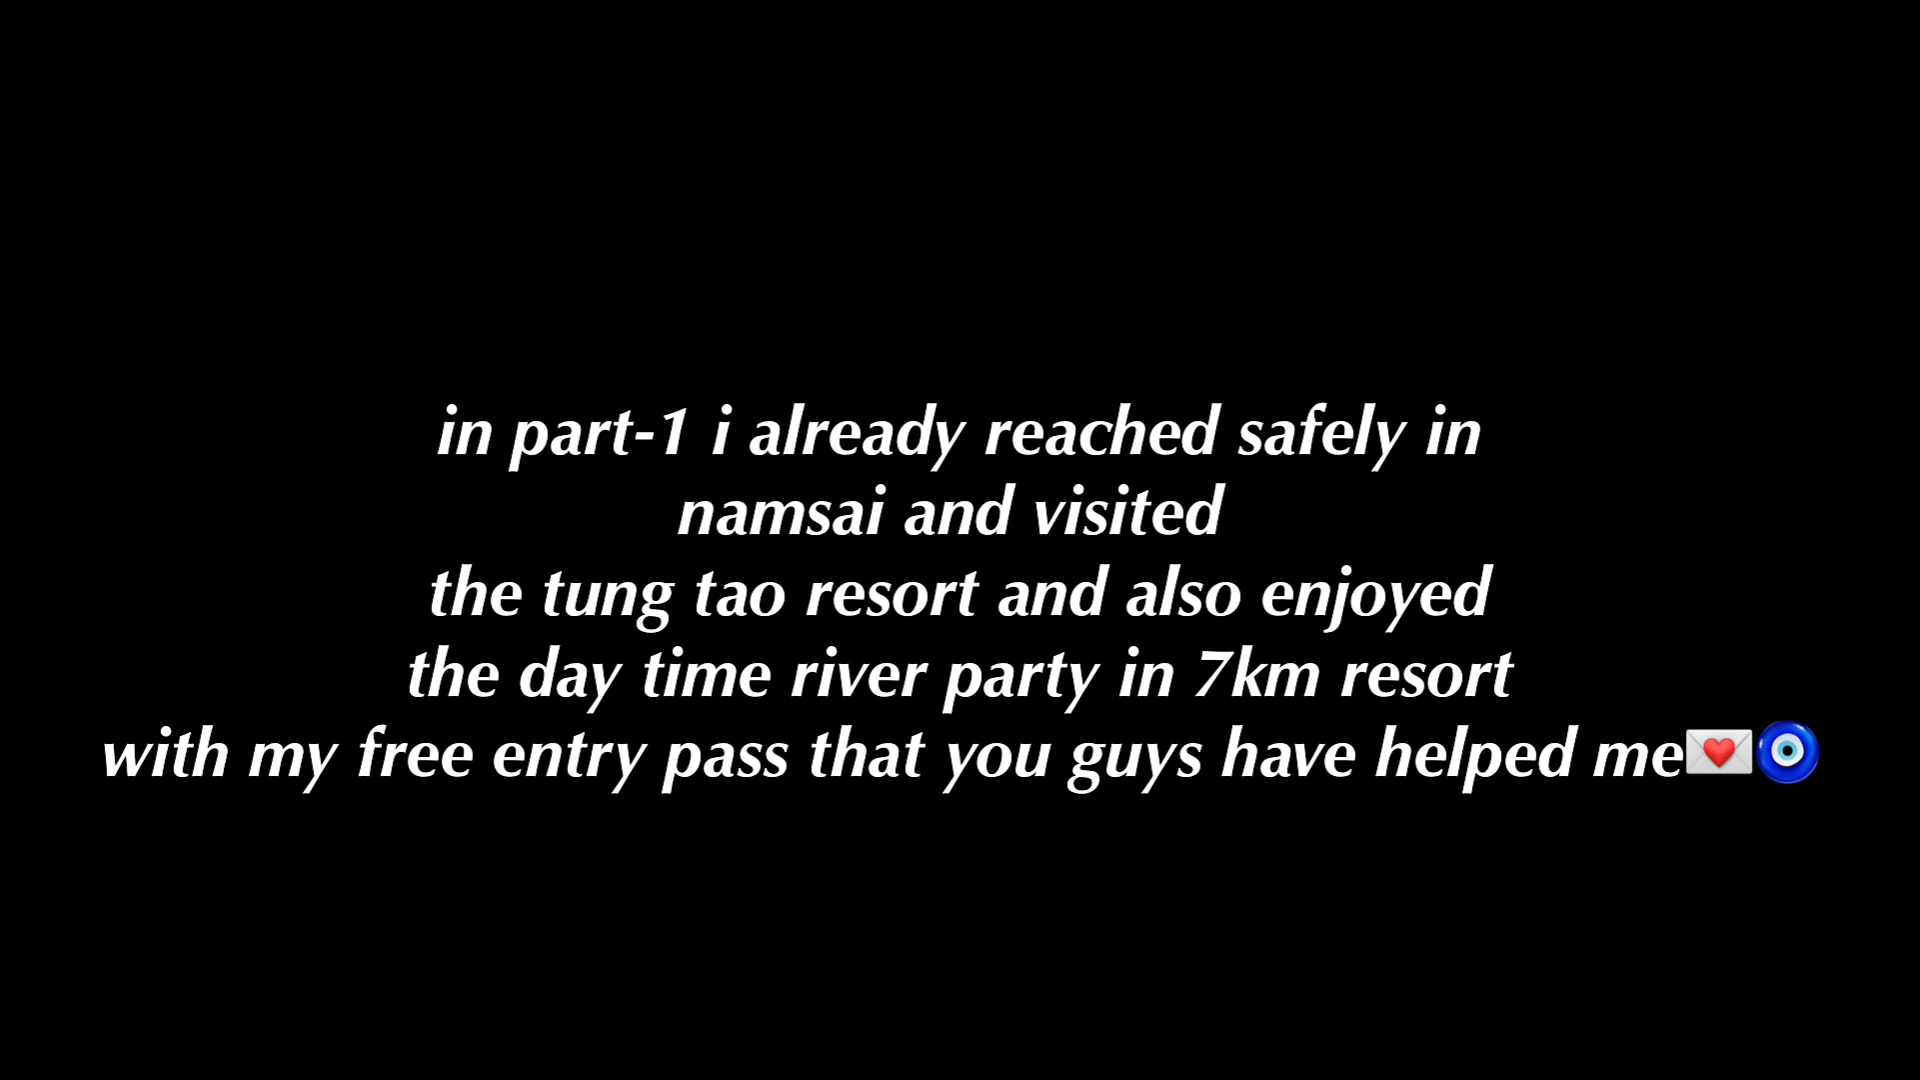 in part-1 i already reached safely in
namsai and visited
the tung tao resort and also enjoyed
the day time river party in 7km resort
with my free entry pass that you guys have helped me💌🧿